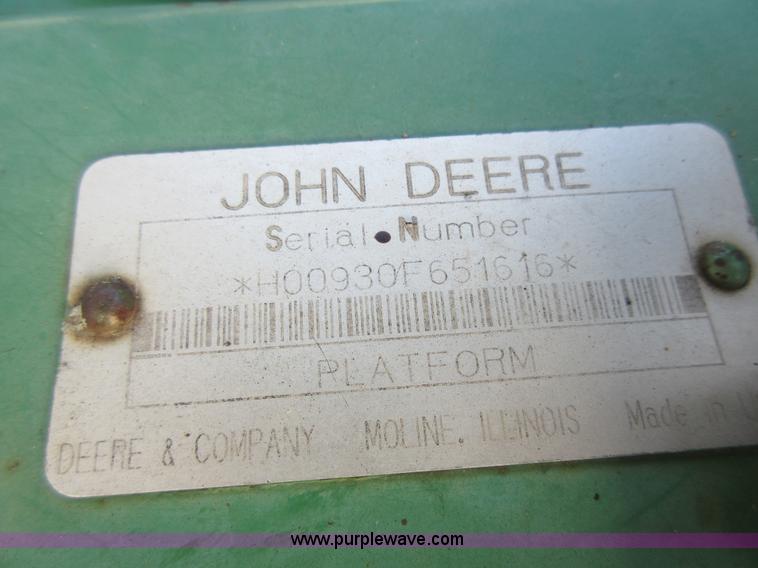 JOHN DEERE
Serial Number
*H00930F651616*
PLATFORM
DEERE & COMPANY MOLINE, ILLINOIS Made in U
www.purplewave.com